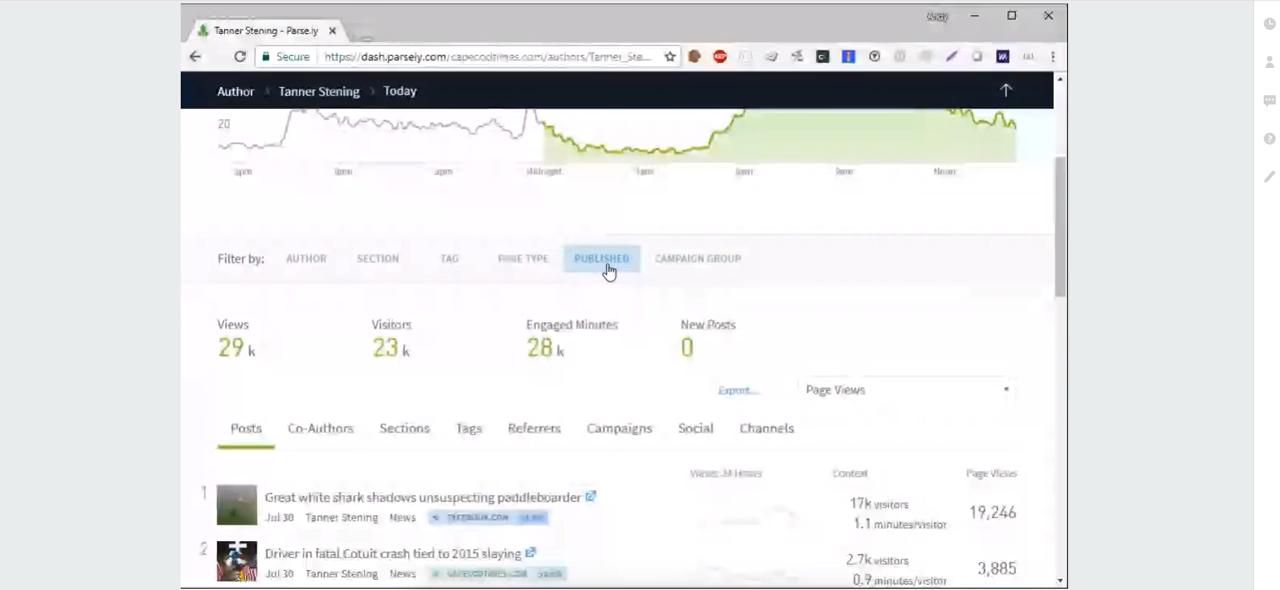 Tanner Stening - Parse.ly
Secure https://dash.parsely.com/capecodtimes.com/authors/Tanner_Ste...
Author Tanner Stening Today
20
Midnight
Noon
Filter by: AUTHOR SECTION TAG PAGE TYPE PUBLISHED CAMPAIGN GROUP
Views Visitors Engaged Minutes New Posts
29 k 23 k 28 k 0
Export... Page Views
Posts Co-Authors Sections Tags Referrers Campaigns Social Channels
Views: 24 Hours Context Page Views
1 Great white shark shadows unsuspecting paddleboarder
17k visitors 19,246
Jul 30 Tanner Stening News
1.1 minutes/visitor
2 Driver in fatal Cotuit crash tied to 2015 slaying
2.7k visitors 3,885
Jul 30 Tanner Stening News
0.9 minutes/visitor